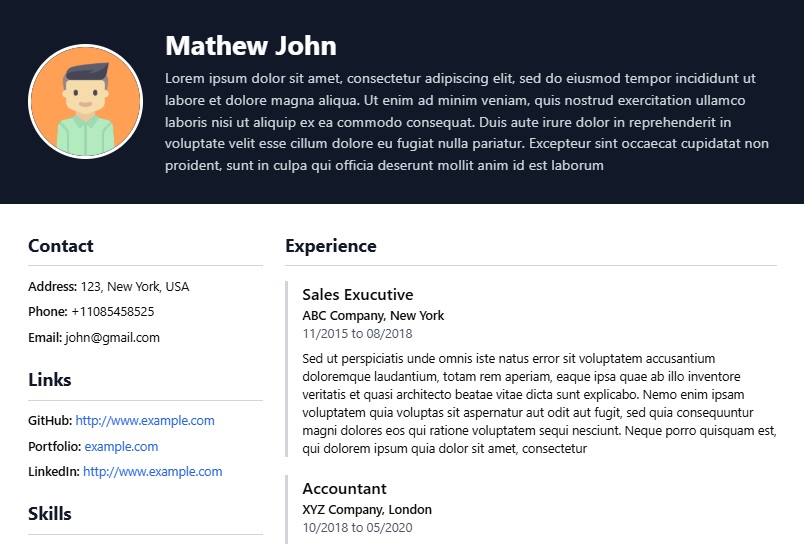 Mathew John
Lorem ipsum dolor sit amet, consectetur adipiscing elit, sed do eiusmod tempor incididunt ut
labore et dolore magna aliqua. Ut enim ad minim veniam, quis nostrud exercitation ullamco
laboris nisi ut aliquip ex ea commodo consequat. Duis aute irure dolor in reprehenderit in
voluptate velit esse cillum dolore eu fugiat nulla pariatur. Excepteur sint occaecat cupidatat non
proident, sunt in culpa qui officia deserunt mollit anim id est laborum
Contact
Address: 123, New York, USA
Phone: +11085458525
Email: john@gmail.com
Links
GitHub: http://www.example.com
Portfolio: example.com
LinkedIn: http://www.example.com
Skills
Experience
Sales Exucutive
ABC Company, New York
11/2015 to 08/2018
Sed ut perspiciatis unde omnis iste natus error sit voluptatem accusantium
doloremque laudantium, totam rem aperiam, eaque ipsa quae ab illo inventore
veritatis et quasi architecto beatae vitae dicta sunt explicabo. Nemo enim ipsam
voluptatem quia voluptas sit aspernatur aut odit aut fugit, sed quia consequuntur
magni dolores eos qui ratione voluptatem sequi nesciunt. Neque porro quisquam est,
qui dolorem ipsum quia dolor sit amet, consectetur
Accountant
XYZ Company, London
10/2018 to 05/2020